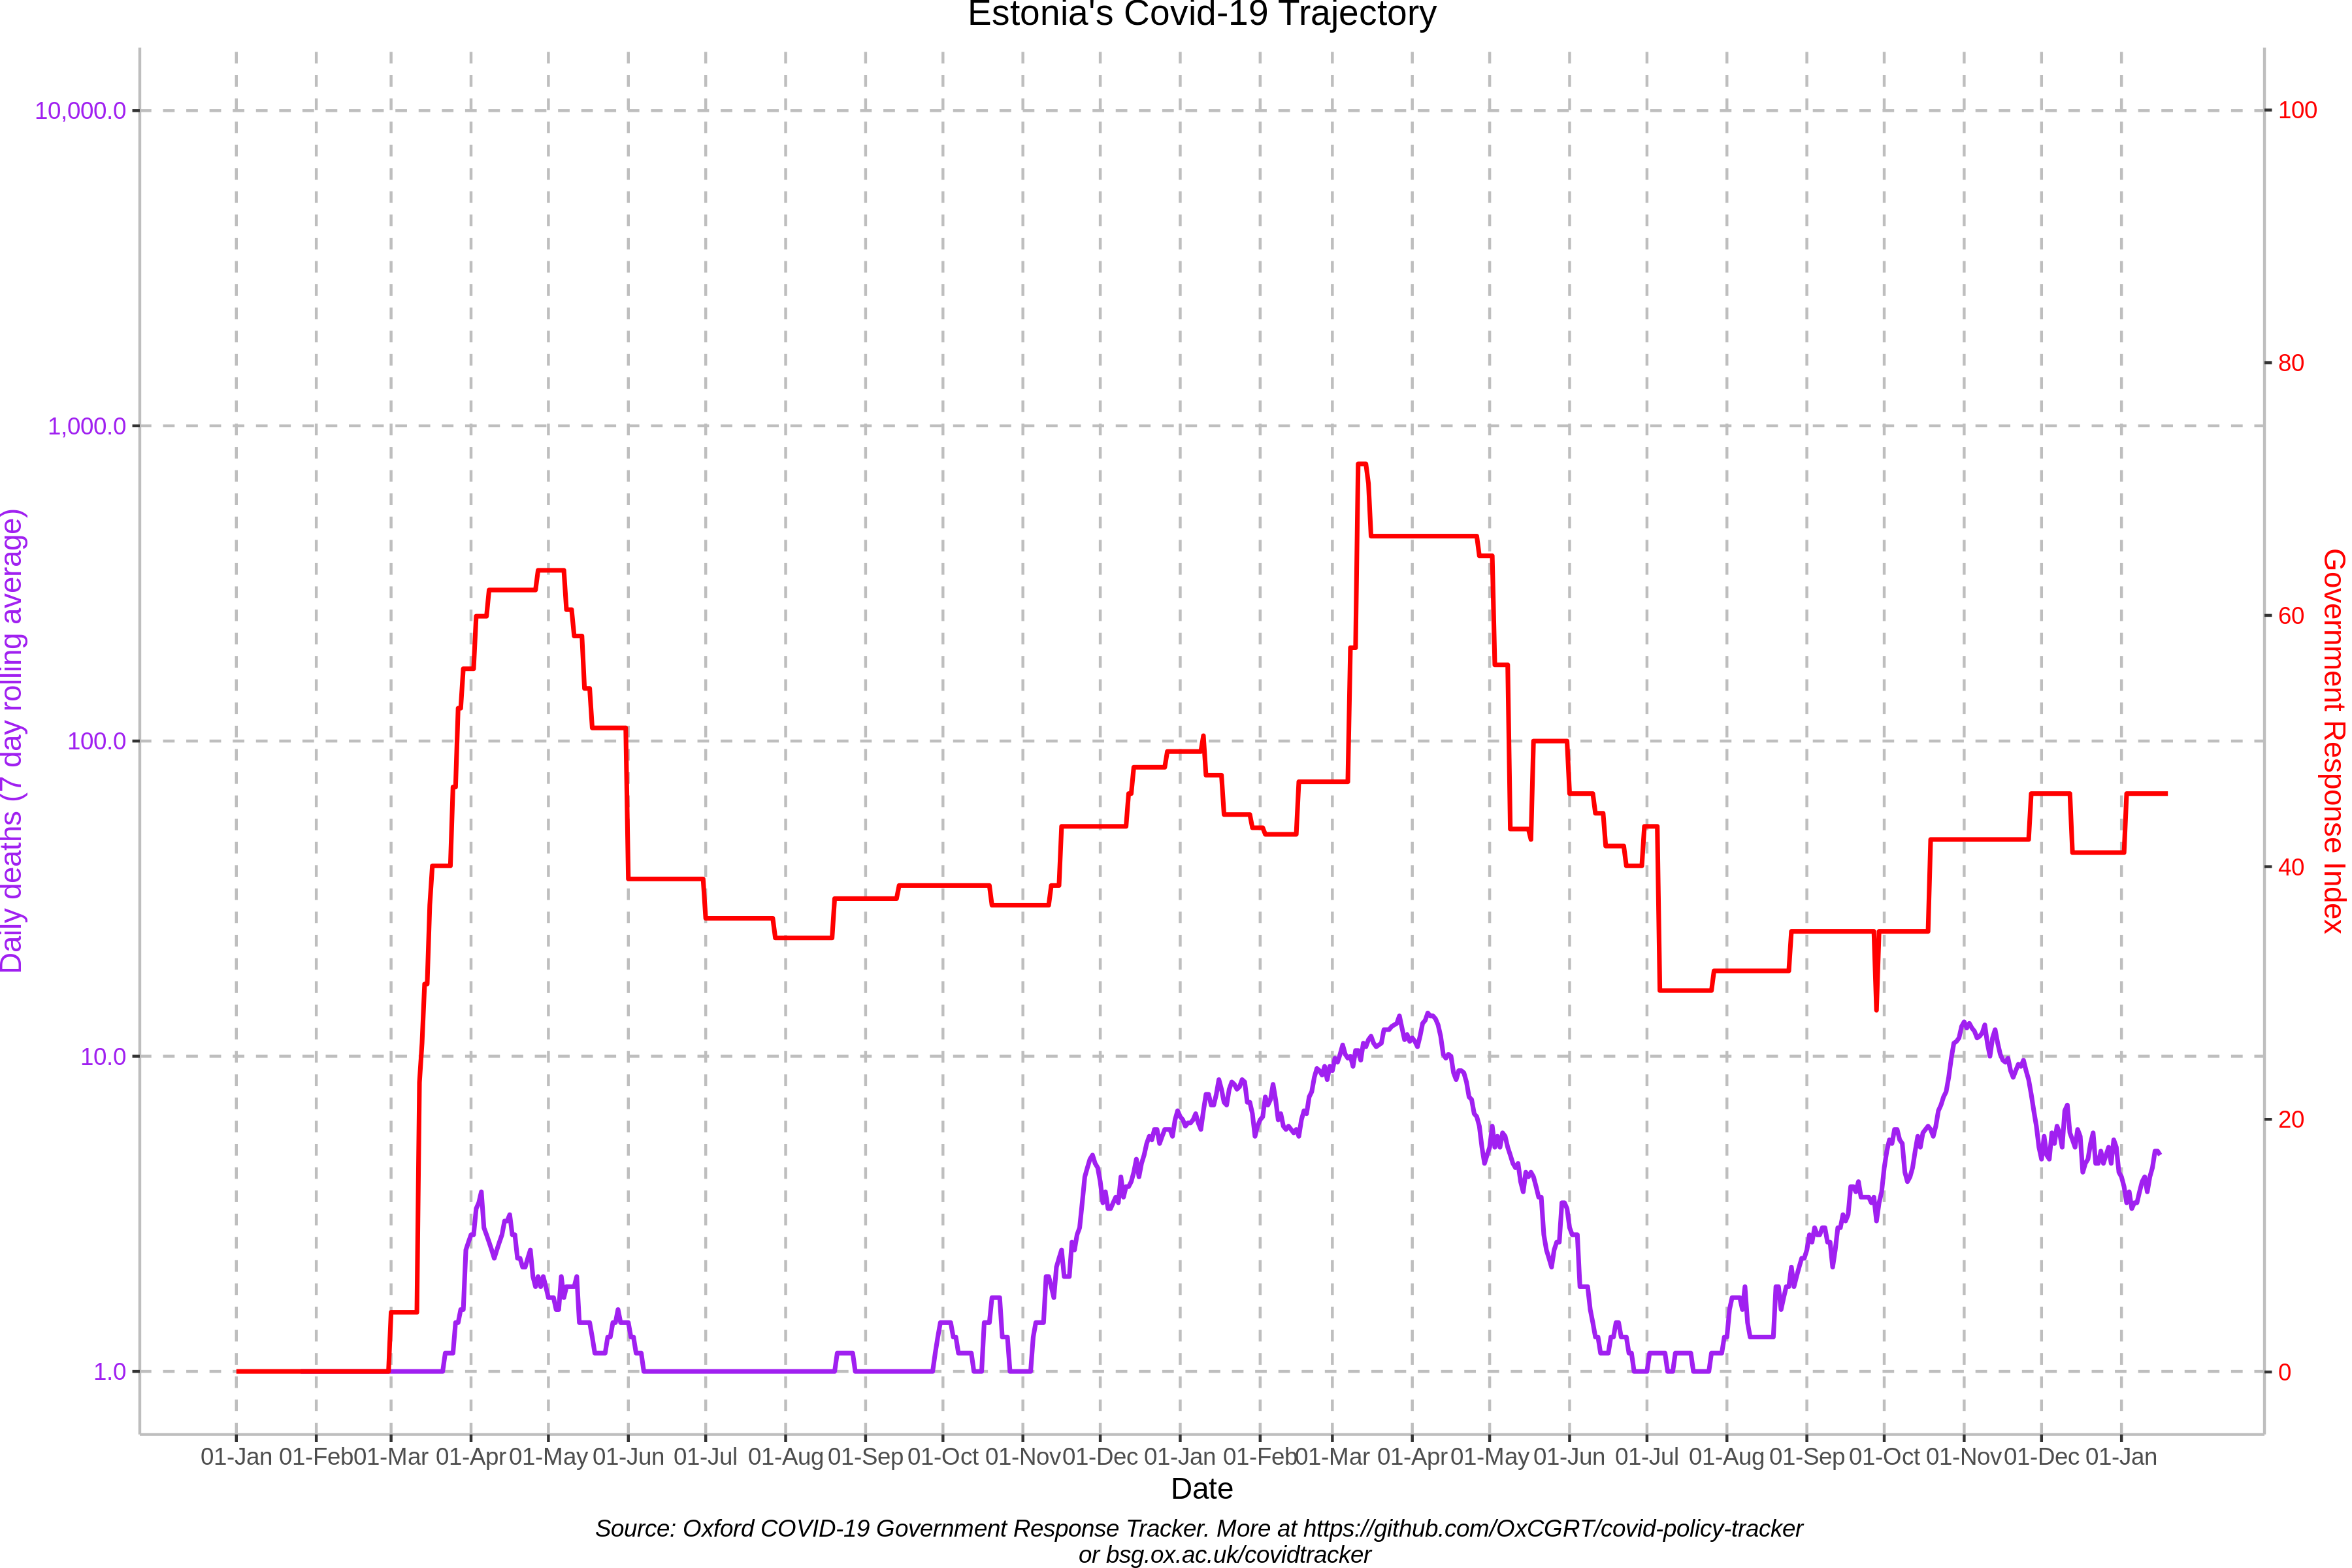 Estonia's Covid-19 Trajectory
10,000.0
1,000.0
100.0
10.0
1.0
Daily deaths (7 day rolling average)
100
80
60
40
20
0
Government Response Index
01-Jan 01-Feb 01-Mar 01-Apr 01-May 01-Jun 01-Jul 01-Aug 01-Sep 01-Oct 01-Nov 01-Dec 01-Jan 01-Feb 01-Mar 01-Apr 01-May 01-Jun 01-Jul 01-Aug 01-Sep 01-Oct 01-Nov 01-Dec 01-Jan
Date
Source: Oxford COVID-19 Government Response Tracker. More at https://github.com/OxCGRT/covid-policy-tracker
or bsg.ox.ac.uk/covidtracker